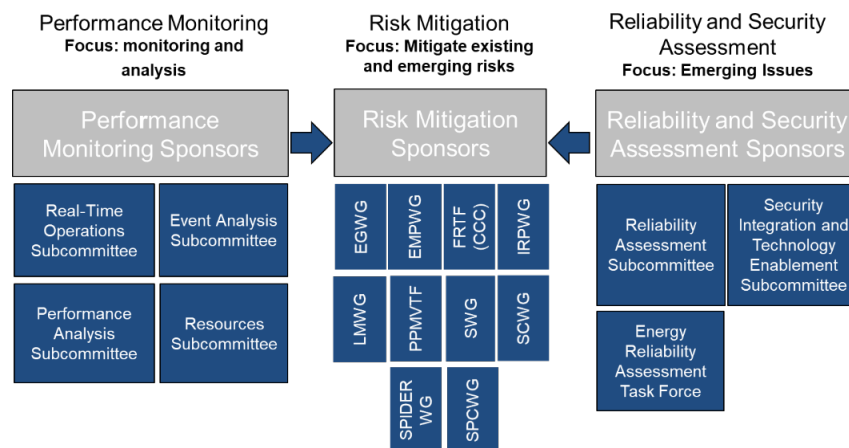 Performance Monitoring
Focus: monitoring and
analysis
Performance
Monitoring Sponsors
Real-Time
Operations
Subcommittee
Event Analysis
Subcommittee
Performance
Analysis
Subcommittee
Resources
Subcommittee
Risk Mitigation
Focus: Mitigate existing
and emerging risks
Risk Mitigation
Sponsors
EGWG
EMPWG
FRTF
(CCC)
IRPWG
LMWG
PPMVTF
SWG
SCWG
SPIDER
WG
SPCWG
Reliability and Security
Assessment
Focus: Emerging Issues
Reliability and Security
Assessment Sponsors
Reliability
Assessment
Subcommittee
Security
Integration and
Technology
Enablement
Subcommittee
Energy
Reliability
Assessment
Task Force